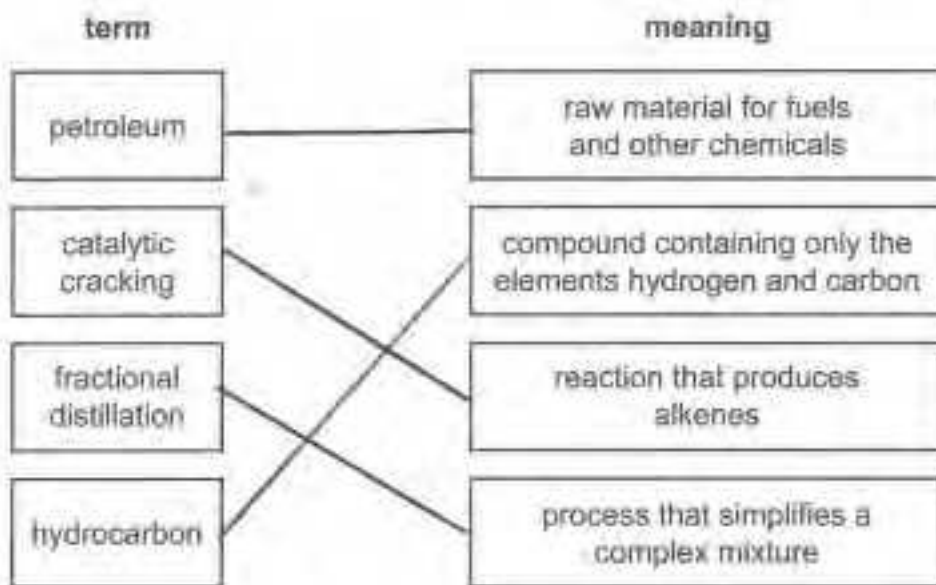 term meaning
petroleum
raw material for fuels
and other chemicals
catalytic
cracking
compound containing only the
elements hydrogen and carbon
fractional
distillation
reaction that produces
alkenes
hydrocarbon
process that simplifies a
complex mixture